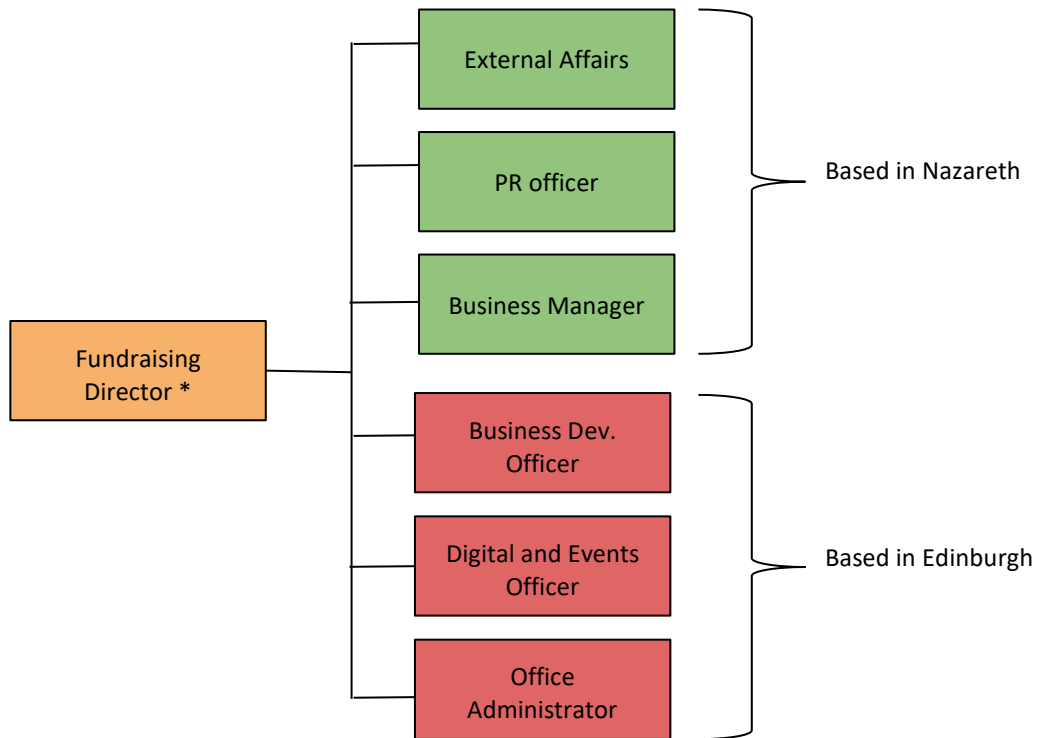 External Affairs
PR officer
Based in Nazareth
Business Manager
Fundraising
Director *
Business Dev.
Officer
Digital and Events
Officer
Based in Edinburgh
Office
Administrator